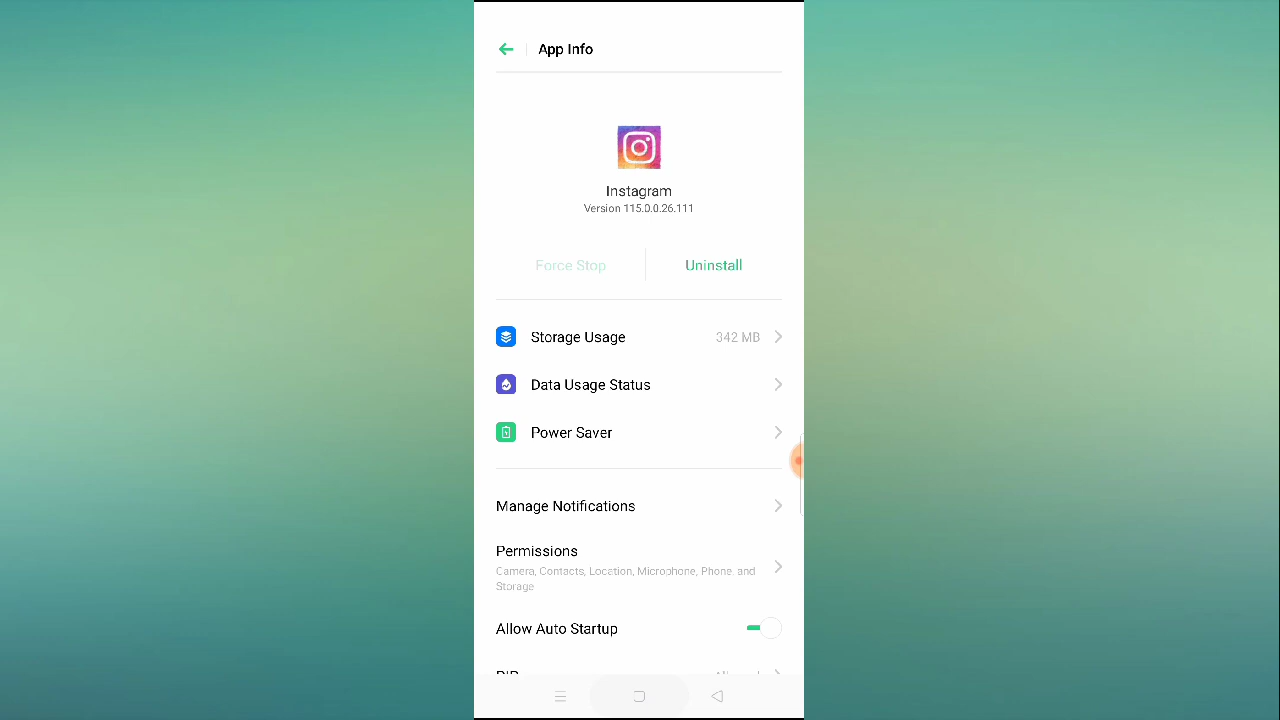 App Info
Instagram
Version 115.0.0.26.111
Force Stop
Uninstall
Storage Usage 342 MB
Data Usage Status
Power Saver
Manage Notifications
Permissions
Camera, Contacts, Location, Microphone, Phone, and
Storage
Allow Auto Startup